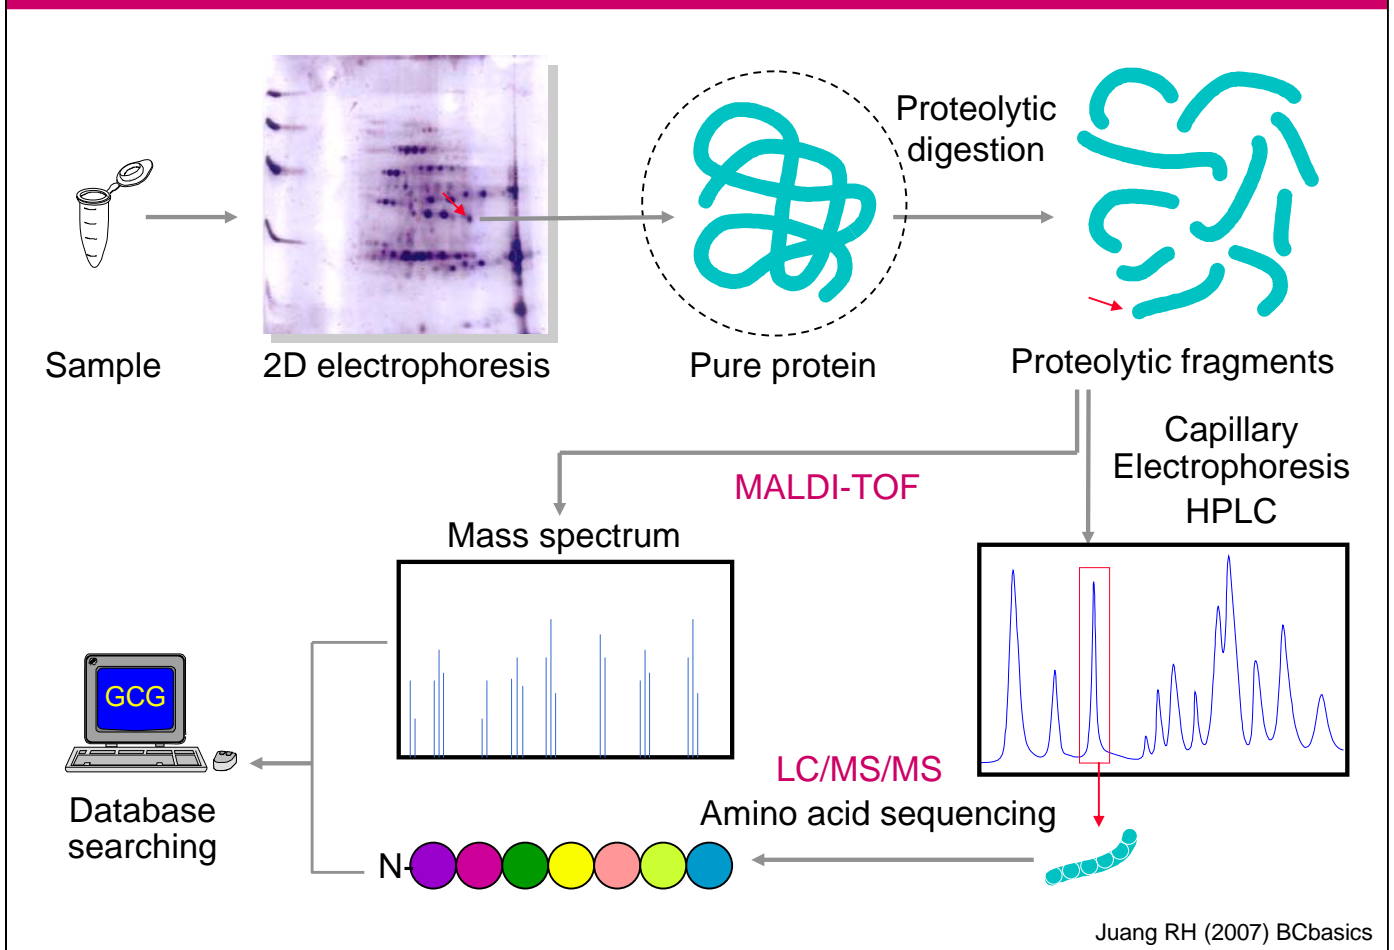 Proteolytic
digestion
Sample
2D electrophoresis
Pure protein
Proteolytic fragments
Capillary
Electrophoresis
HPLC
MALDI-TOF
Mass spectrum
GCG
Database
searching
LC/MS/MS
Amino acid sequencing
N-
Juang RH (2007) BCbasics